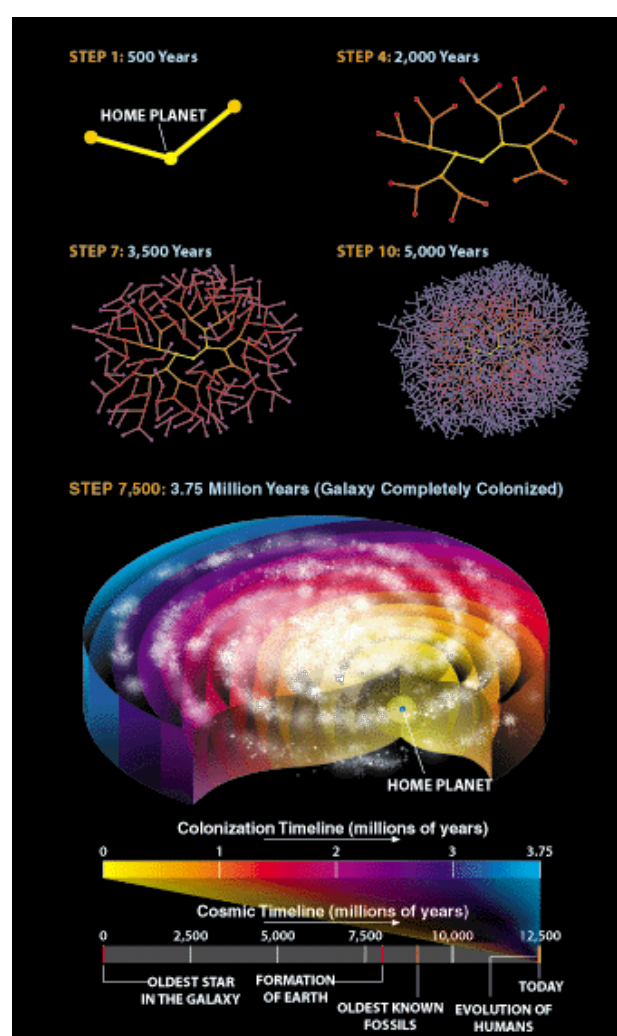 STEP 1: 500 Years
STEP 4: 2,000 Years
HOME PLANET
STEP 7: 3,500 Years
STEP 10: 5,000 Years
STEP 7,500: 3.75 Million Years (Galaxy Completely Colonized)
HOME PLANET
Colonization Timeline (millions of years)
0 1 2 3 3.75
Cosmic Timeline (millions of years)
0 2,500 5,000 7,500 10,000 12,500
OLDEST STAR
IN THE GALAXY
FORMATION
OF EARTH
OLDEST KNOWN
FOSSILS
EVOLUTION OF
HUMANS
TODAY